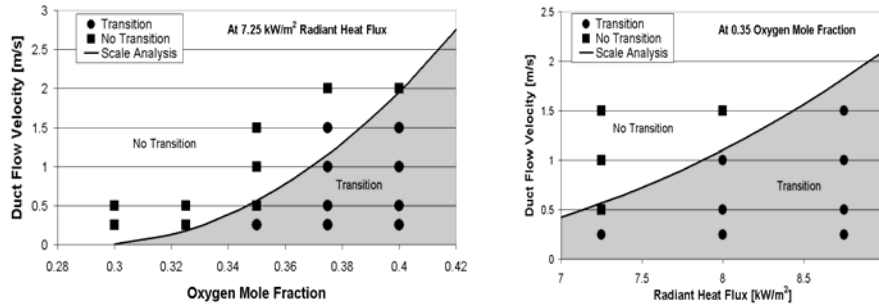 Transition
No Transition
Scale Analysis
At 7.25 kW/m² Radiant Heat Flux
No Transition
Transition
Duct Flow Velocity [m/s]
3
2.5
2
1.5
1
0.5
0
0.28 0.3 0.32 0.34 0.36 0.38 0.4 0.42
Oxygen Mole Fraction
Transition
No Transition
Scale Analysis
At 0.35 Oxygen Mole Fraction
No Transition
Transition
Duct Flow Velocity [m/s]
2.5
2
1.5
1
0.5
0
7 7.5 8 8.5
Radiant Heat Flux [kW/m²]